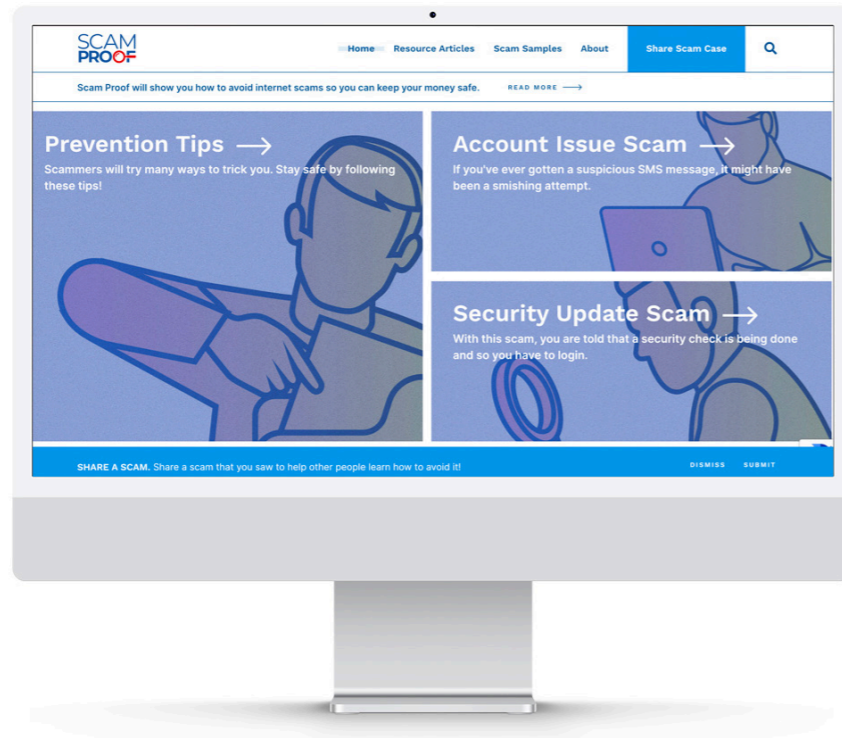 SCAM
PROOF
Home Resource Articles Scam Samples About Share Scam Case
Scam Proof will show you how to avoid internet scams so you can keep your money safe. READ MORE
Prevention Tips
Scammers will try many ways to trick you. Stay safe by following
these tips!
Account Issue Scam
If you've ever gotten a suspicious SMS message, it might have
been a smishing attempt.
Security Update Scam
With this scam, you are told that a security check is being done
and so you have to login.
SHARE A SCAM. Share a scam that you saw to help other people learn how to avoid it! DISMISS SUBMIT